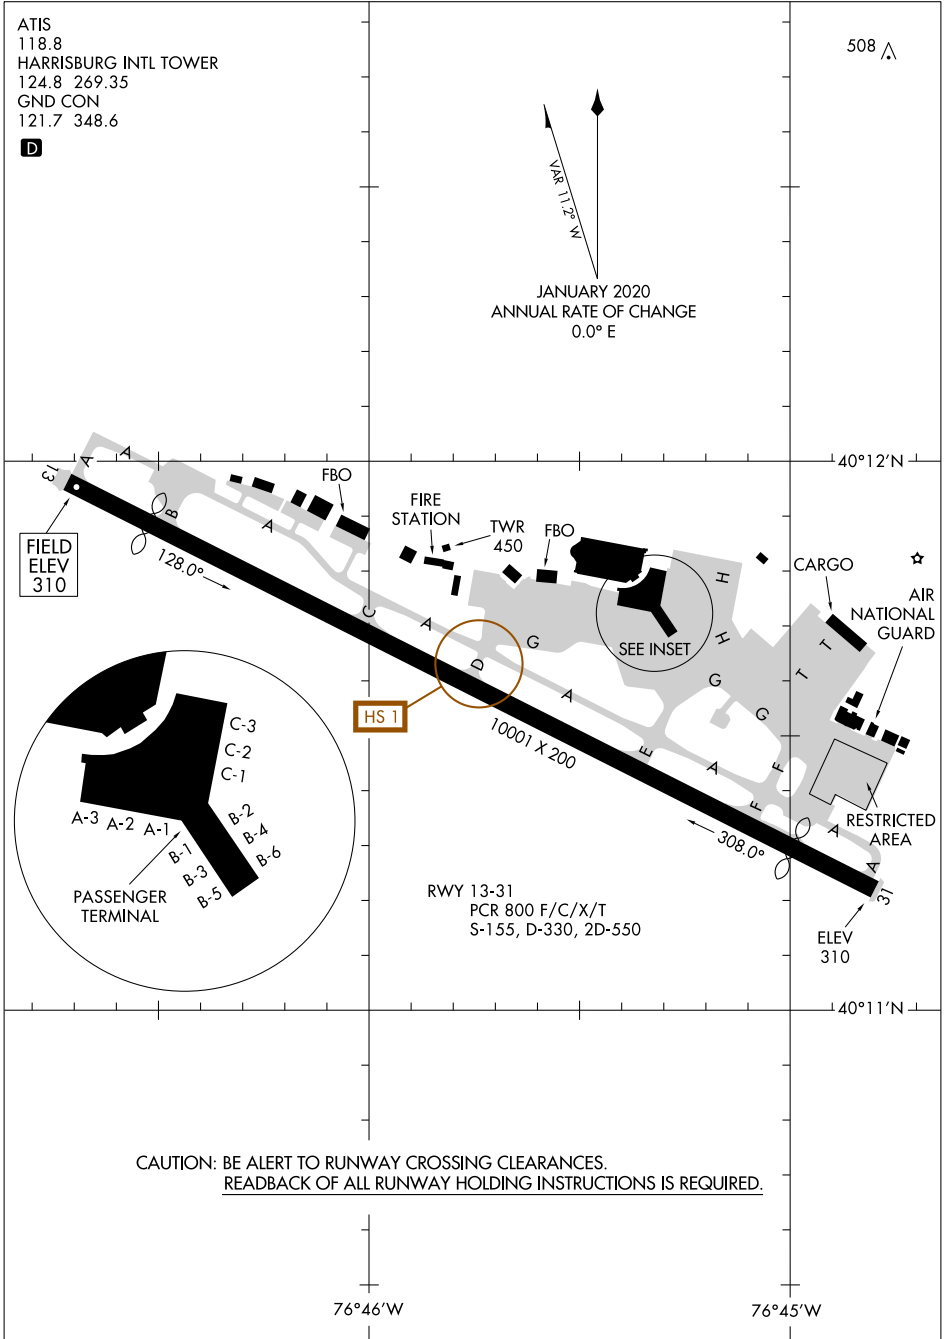 ATIS
118.8
HARRISBURG INTL TOWER
124.8 269.35
GND CON
121.7 348.6
D
508
VAR 11.2° W
JANUARY 2020
ANNUAL RATE OF CHANGE
0.0° E
40°12'N
13
A
A
B
A
FBO
FIELD
ELEV
310
128.0°
FIRE
STATION
TWR
450
FBO
C
A
D
G
HS 1
SEE INSET
H
H
G
G
T
T
CARGO
AIR
NATIONAL
GUARD
A
E
A
F
F
F
A
A
10001 X 200
308.0°
RESTRICTED
AREA
31
ELEV
310
C-3
C-2
C-1
A-3
A-2
A-1
B-2
B-4
B-6
B-1
B-3
B-5
PASSENGER
TERMINAL
RWY 13-31
PCR 800 F/C/X/T
S-155, D-330, 2D-550
40°11'N
CAUTION: BE ALERT TO RUNWAY CROSSING CLEARANCES.
READBACK OF ALL RUNWAY HOLDING INSTRUCTIONS IS REQUIRED.
76°46'W
76°45'W